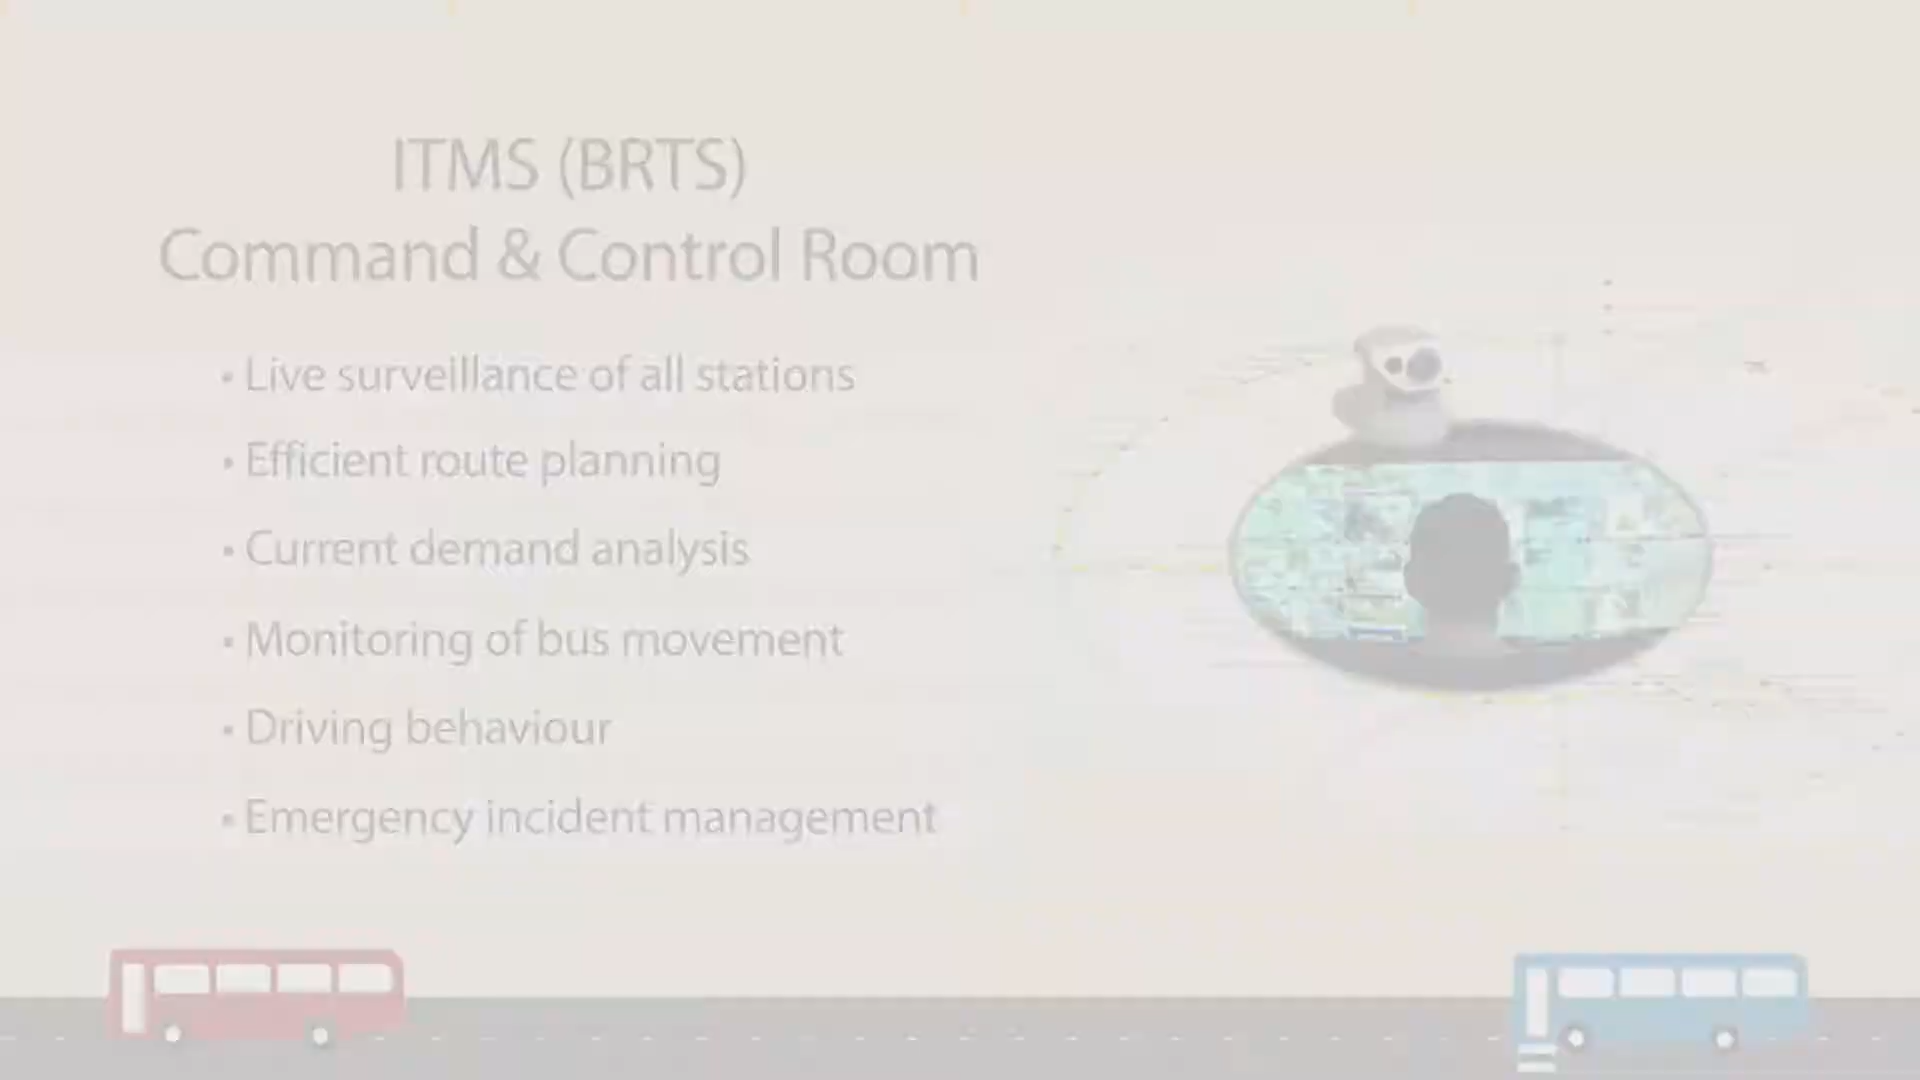 ITMS (BRTS)
Command & Control Room
• Live surveillance of all stations
• Efficient route planning
• Current demand analysis
• Monitoring of bus movement
• Driving behaviour
• Emergency incident management